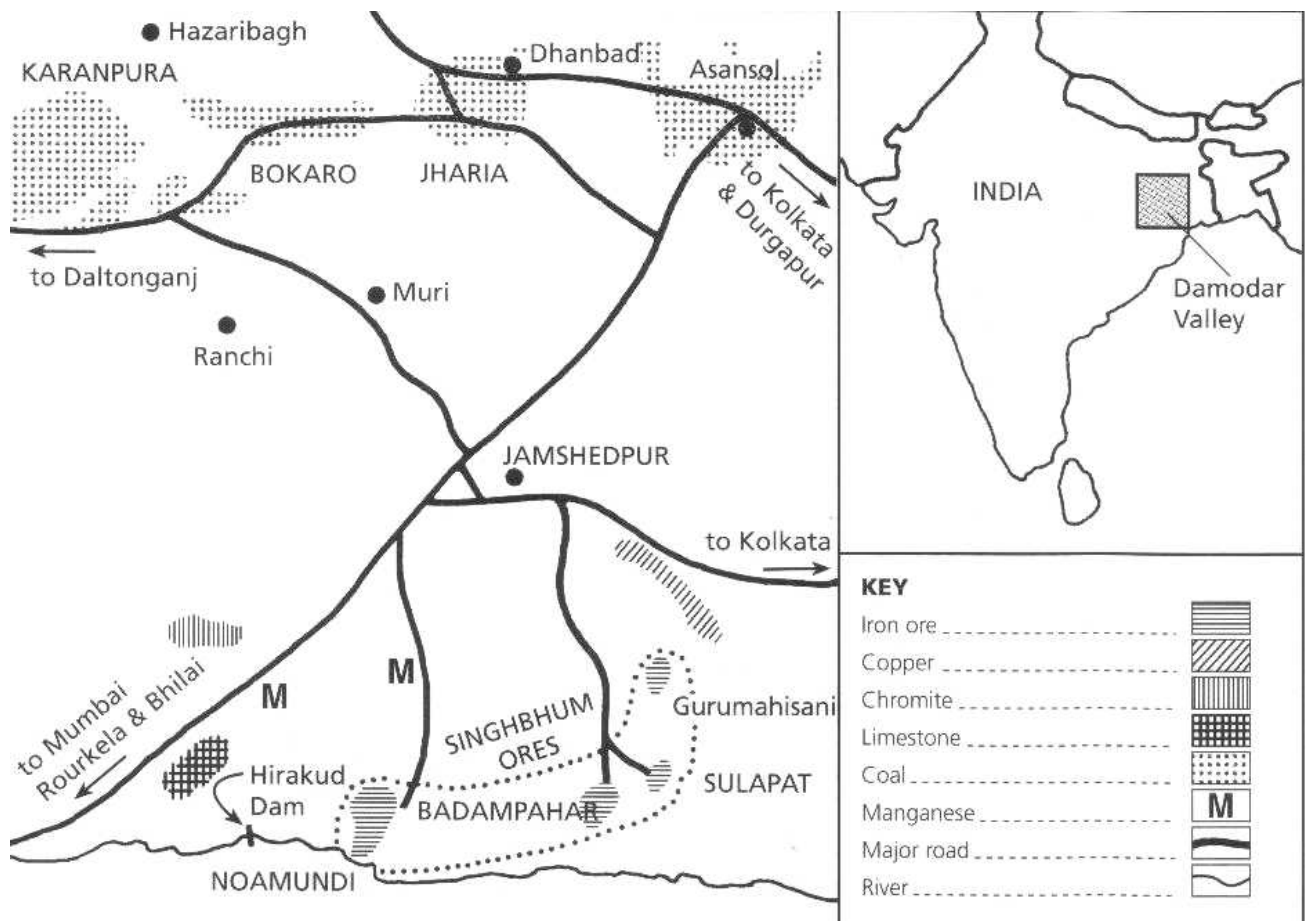 Hazaribagh
KARANPURA
Dhanbad
Asansol
BOKARO
JHARIA
to Kolkata
& Durgapur
to Daltonganj
Muri
Ranchi
JAMSHEDPUR
to Kolkata
M
M
to Mumbai
Rourkela & Bhilai
SINGHBHUM
ORES
Gurumahisani
Hirakud
Dam
BADAMPAHAR
SULAPAT
NOAMUNDI
INDIA
Damodar
Valley
KEY
Iron ore
Copper
Chromite
Limestone
Coal
Manganese M
Major road
River